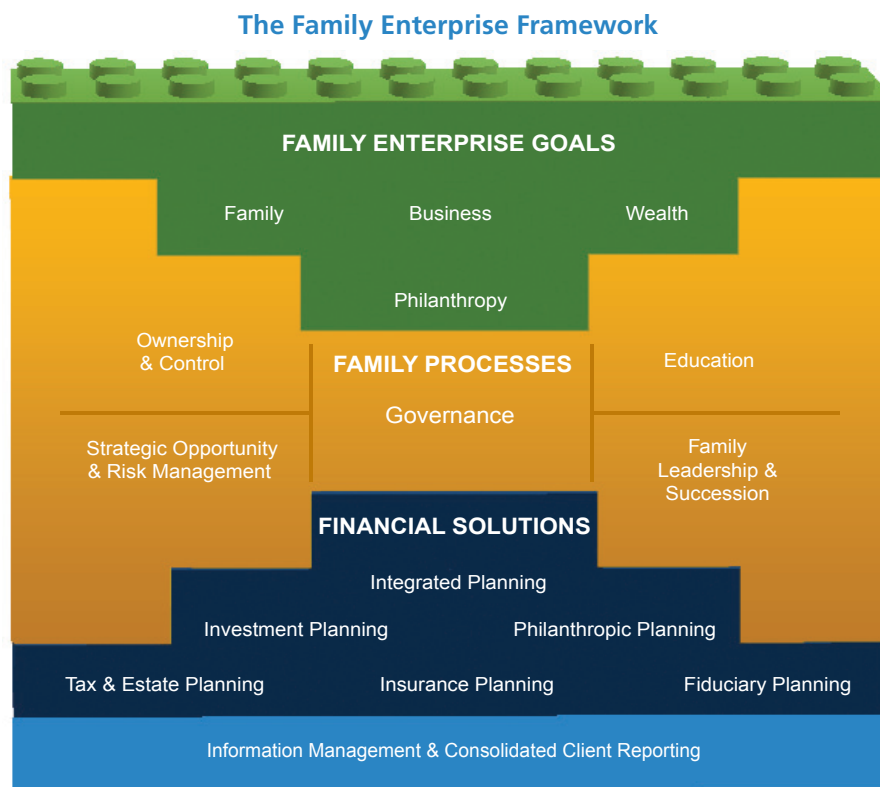 The Family Enterprise Framework
FAMILY ENTERPRISE GOALS
Family
Business
Wealth
Philanthropy
Ownership
& Control
FAMILY PROCESSES
Education
Governance
Strategic Opportunity
& Risk Management
Family
Leadership &
Succession
FINANCIAL SOLUTIONS
Integrated Planning
Investment Planning
Philanthropic Planning
Tax & Estate Planning
Insurance Planning
Fiduciary Planning
Information Management & Consolidated Client Reporting